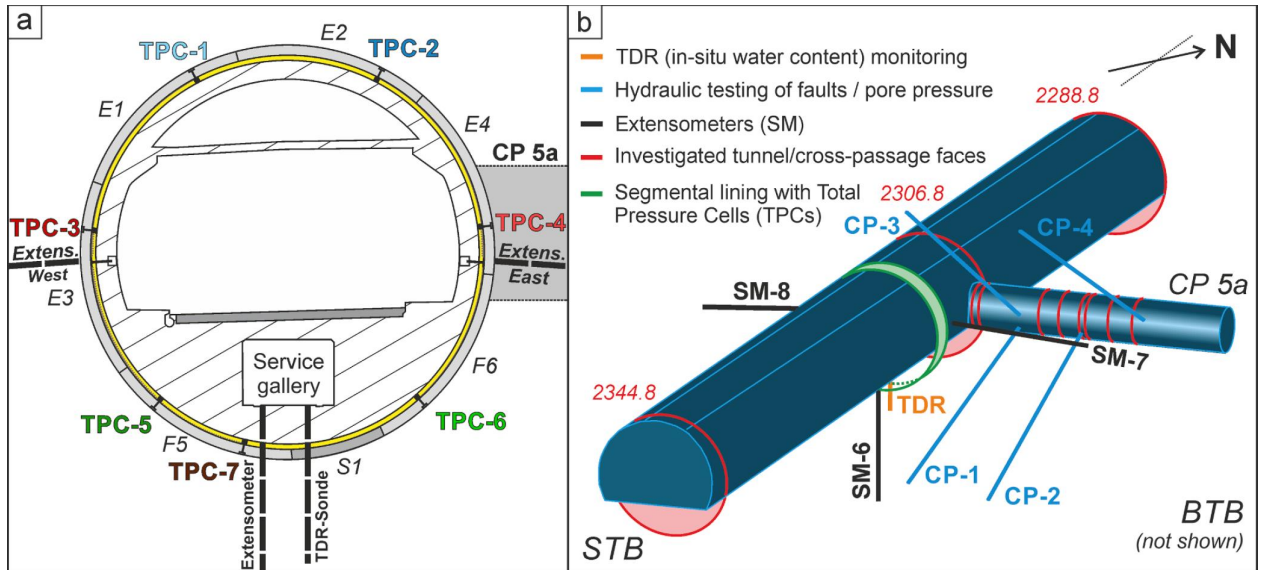 a
E2
TPC-1
TPC-2
E1
E4
CP 5a
TPC-3
TPC-4
Extens.
West
Extens.
East
E3
Service
gallery
F6
TPC-5
TPC-6
F5
TPC-7
S1
Extensometer
TDR-Sonde
b
TDR (in-situ water content) monitoring
Hydraulic testing of faults / pore pressure
Extensometers (SM)
Investigated tunnel/cross-passage faces
Segmental lining with Total
Pressure Cells (TPCs)
N
2288.8
2306.8
CP-3
CP-4
CP 5a
SM-8
SM-7
2344.8
TDR
SM-6
CP-1
CP-2
STB
BTB
(not shown)